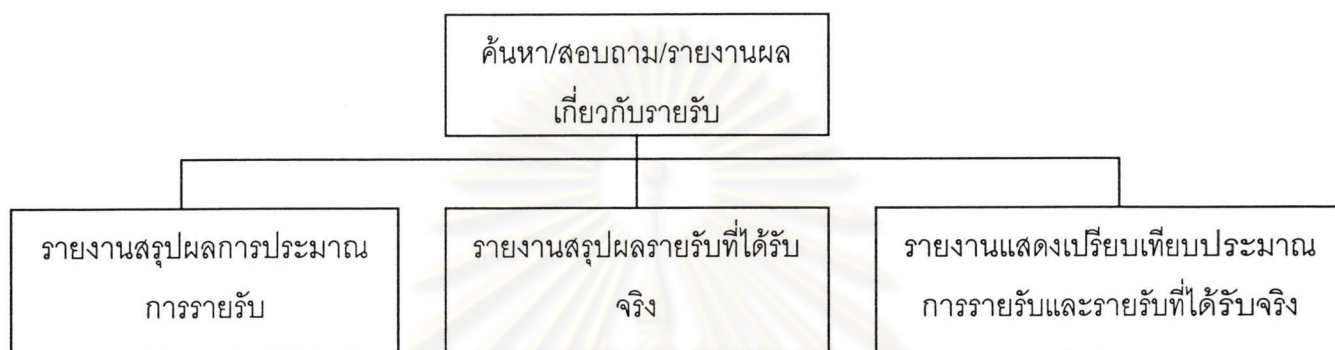 ค้นหา/สอบถาม/รายงานผล
เกี่ยวกับรายรับ
รายงานสรุปผลการประมาณ
การรายรับ
รายงานสรุปผลรายรับที่ได้รับ
จริง
รายงานแสดงเปรียบเทียบประมาณ
การรายรับและรายรับที่ได้รับจริง